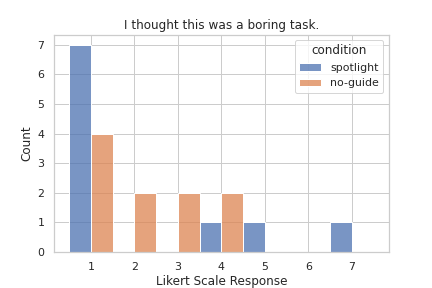 I thought this was a boring task.
condition
spotlight
no-guide
7
6
5
4
3
2
1
0
Count
1 2 3 4 5 6 7
Likert Scale Response